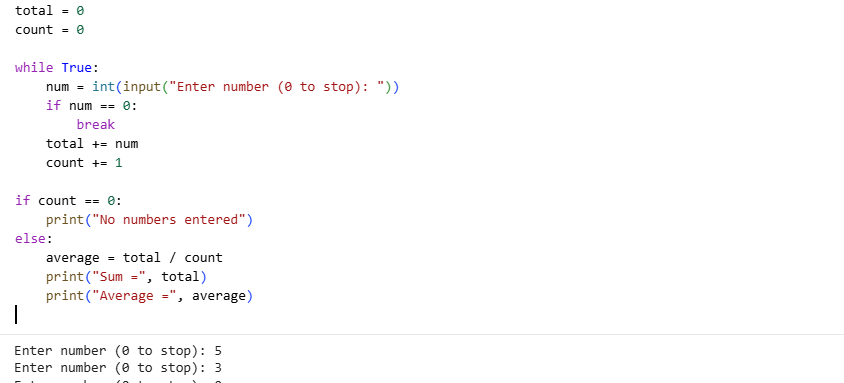 total = 0
count = 0

while True:
    num = int(input("Enter number (0 to stop): "))
    if num == 0:
        break
    total += num
    count += 1

if count == 0:
    print("No numbers entered")
else:
    average = total / count
    print("Sum =", total)
    print("Average =", average)

Enter number (0 to stop): 5
Enter number (0 to stop): 3